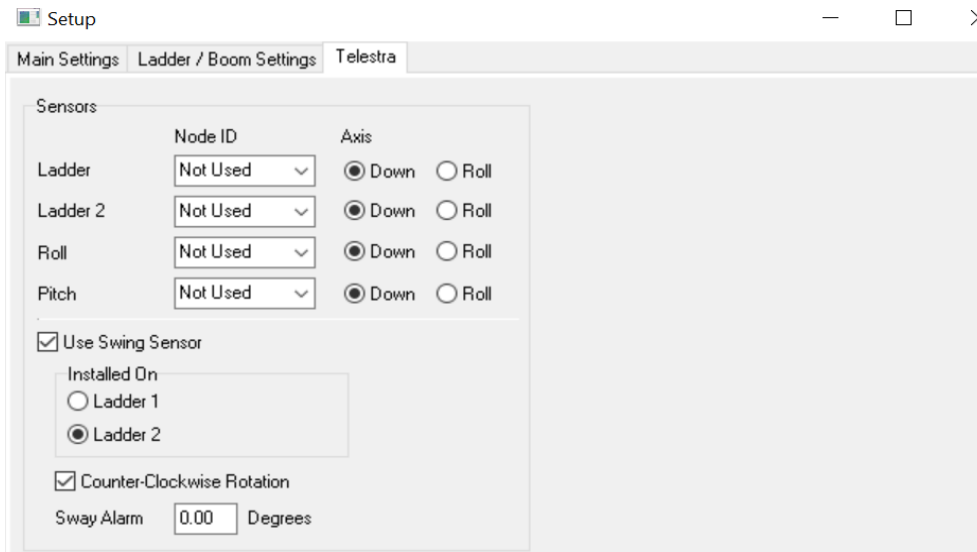 Setup
Main Settings Ladder / Boom Settings Telestra
Sensors
Node ID Axis
Ladder Not Used Down Roll
Ladder 2 Not Used Down Roll
Roll Not Used Down Roll
Pitch Not Used Down Roll
Use Swing Sensor
Installed On
Ladder 1
Ladder 2
Counter-Clockwise Rotation
Sway Alarm 0.00 Degrees